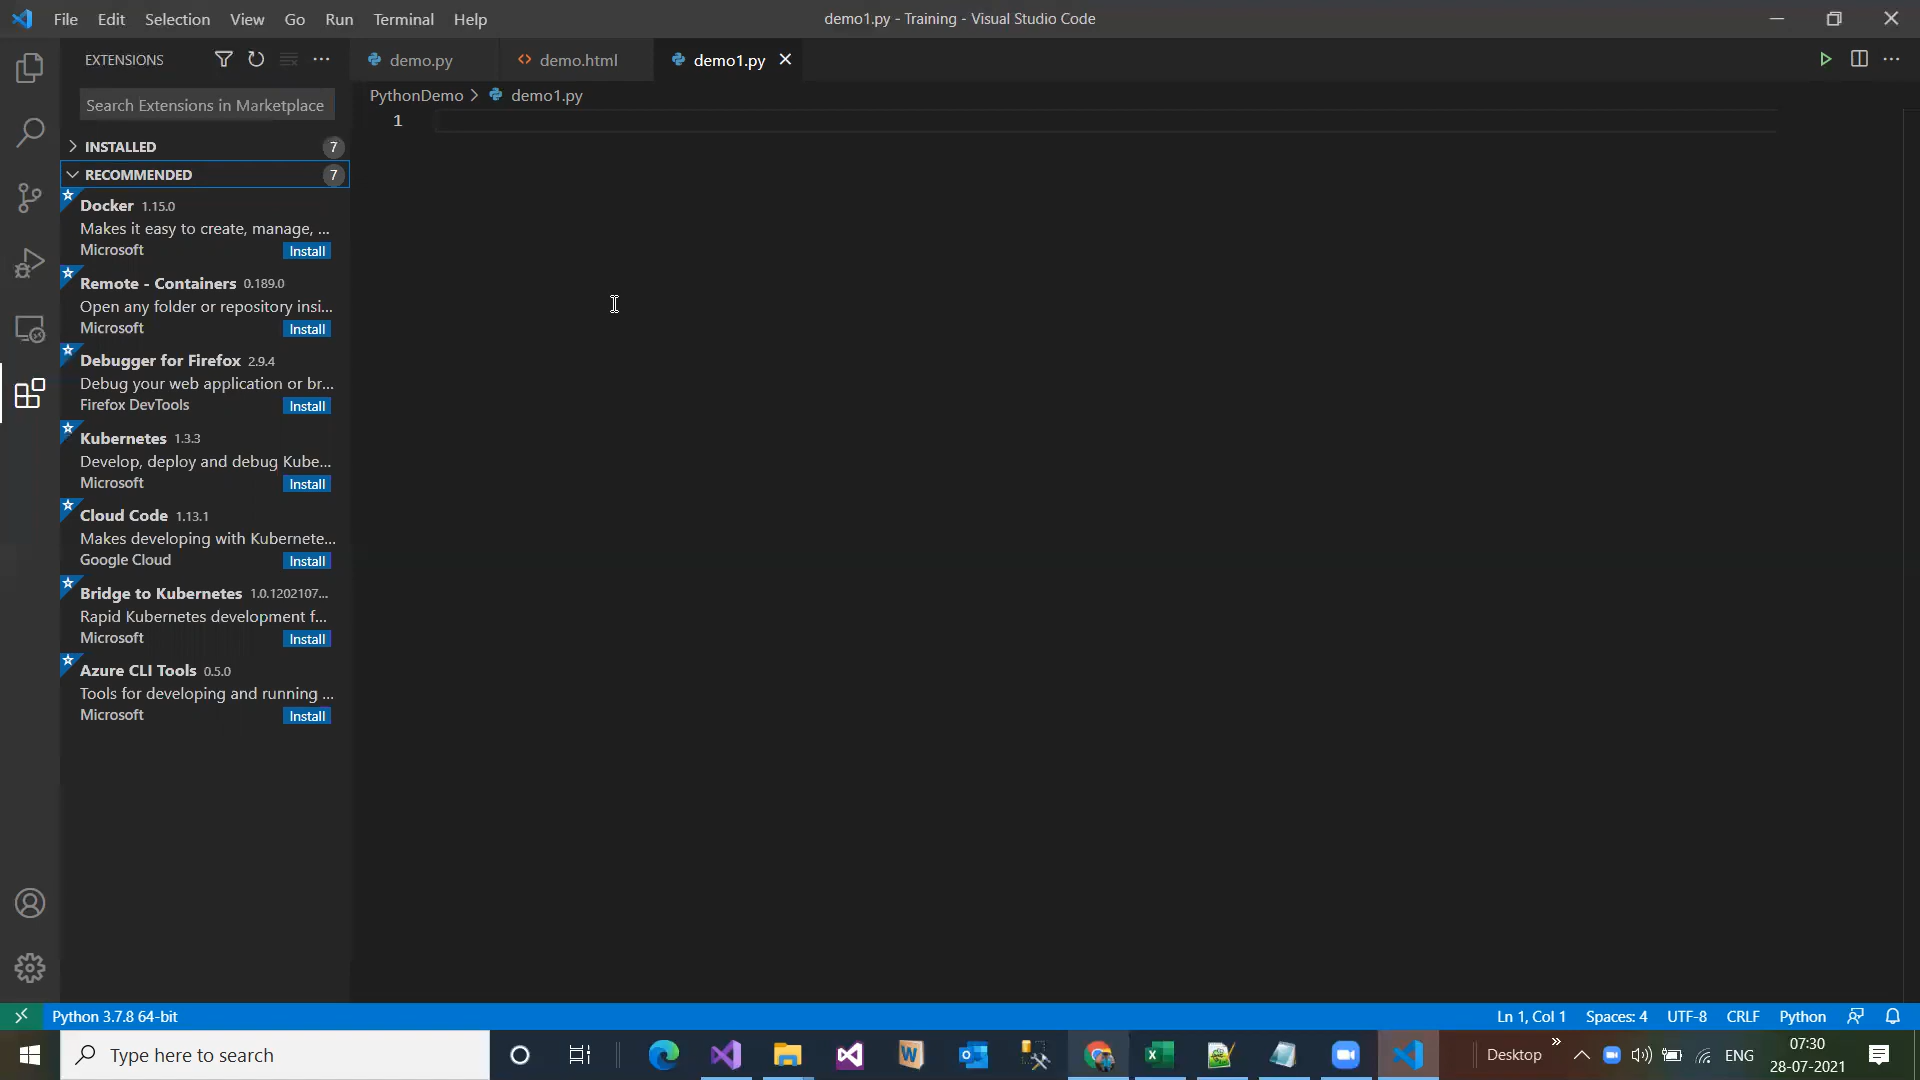 File Edit Selection View Go Run Terminal Help
demo1.py - Training - Visual Studio Code
EXTENSIONS
demo.py
demo.html
demo1.py
PythonDemo
demo1.py
Search Extensions in Marketplace
1
INSTALLED
7
RECOMMENDED
7
Docker 1.15.0
Makes it easy to create, manage, ...
Microsoft
Install
Remote - Containers 0.189.0
Open any folder or repository insi...
Microsoft
Install
Debugger for Firefox 2.9.4
Debug your web application or br...
Firefox DevTools
Install
Kubernetes 1.3.3
Develop, deploy and debug Kube...
Microsoft
Install
Cloud Code 1.13.1
Makes developing with Kubernete...
Google Cloud
Install
Bridge to Kubernetes 1.0.1202107...
Rapid Kubernetes development f...
Microsoft
Install
Azure CLI Tools 0.5.0
Tools for developing and running ...
Microsoft
Install
Python 3.7.8 64-bit
Ln 1, Col 1
Spaces: 4
UTF-8
CRLF
Python
Type here to search
Desktop
ENG
07:30
28-07-2021